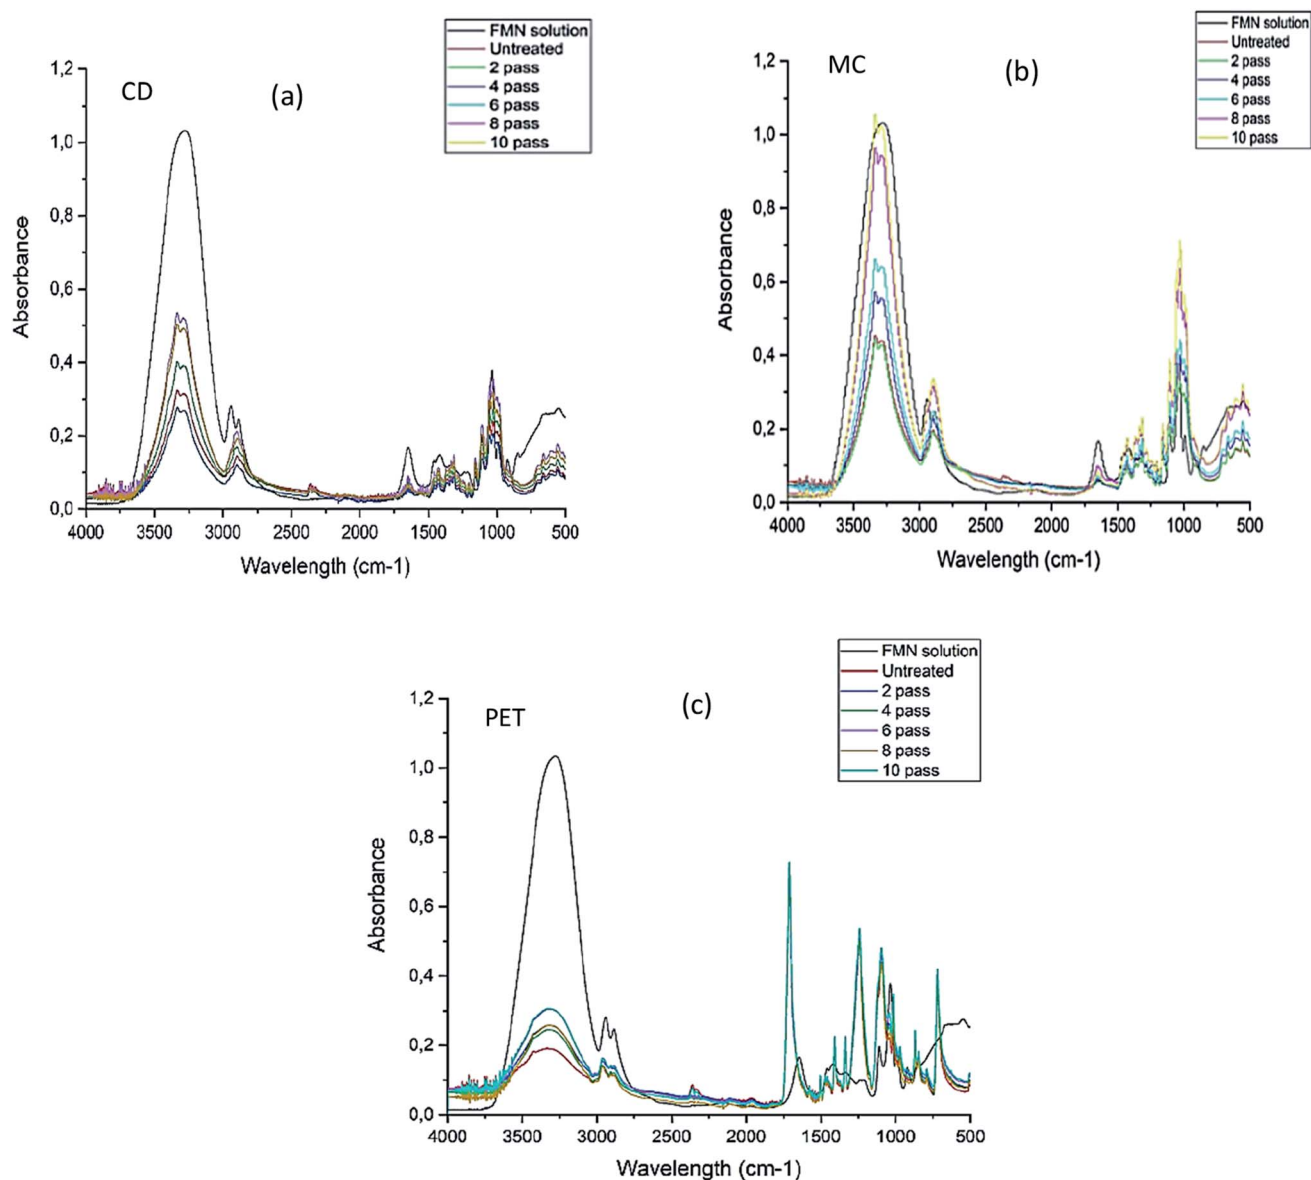 FMN solution
Untreated
2 pass
4 pass
6 pass
8 pass
10 pass
CD
(a)
1,2
1,0
0,8
0,6
0,4
0,2
0,0
Absorbance
4000 3500 3000 2500 2000 1500 1000 500
Wavelength (cm-1)
FMN solution
Untreated
2 pass
4 pass
6 pass
8 pass
10 pass
MC
(b)
1,2
1,0
0,8
0,6
0,4
0,2
0,0
Absorbance
4000 3500 3000 2500 2000 1500 1000 500
Wavelength (cm-1)
FMN solution
Untreated
2 pass
4 pass
6 pass
8 pass
10 pass
PET
(c)
1,2
1,0
0,8
0,6
0,4
0,2
0,0
Absorbance
4000 3500 3000 2500 2000 1500 1000 500
Wavelength (cm-1)